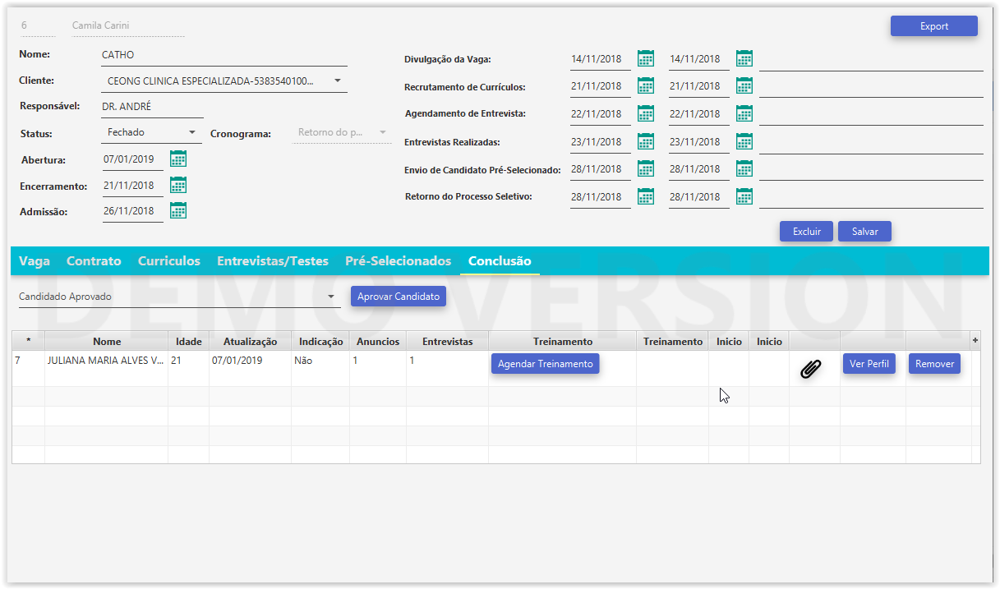 6 Camila Carini Export
Nome: CATHO
Cliente: CEONG CLINICA ESPECIALIZADA-5383540100...
Responsável: DR. ANDRÉ
Status: Fechado Cronograma: Retorno do p...
Abertura: 07/01/2019
Encerramento: 21/11/2018
Admissão: 26/11/2018
Divulgação da Vaga: 14/11/2018 14/11/2018
Recrutamento de Currículos: 21/11/2018 21/11/2018
Agendamento de Entrevista: 22/11/2018 22/11/2018
Entrevistas Realizadas: 23/11/2018 23/11/2018
Envio de Candidato Pré-Selecionado: 28/11/2018 28/11/2018
Retorno do Processo Seletivo: 28/11/2018 28/11/2018
Excluir Salvar
Vaga Contrato Curriculos Entrevistas/Testes Pré-Selecionados Conclusão
DEMO VERSION
Candidado Aprovado Aprovar Candidato
* Nome Idade Atualização Indicação Anuncios Entrevistas Treinamento Treinamento Inicio Inicio +
7 JULIANA MARIA ALVES V... 21 07/01/2019 Não 1 1 Agendar Treinamento Ver Perfil Remover